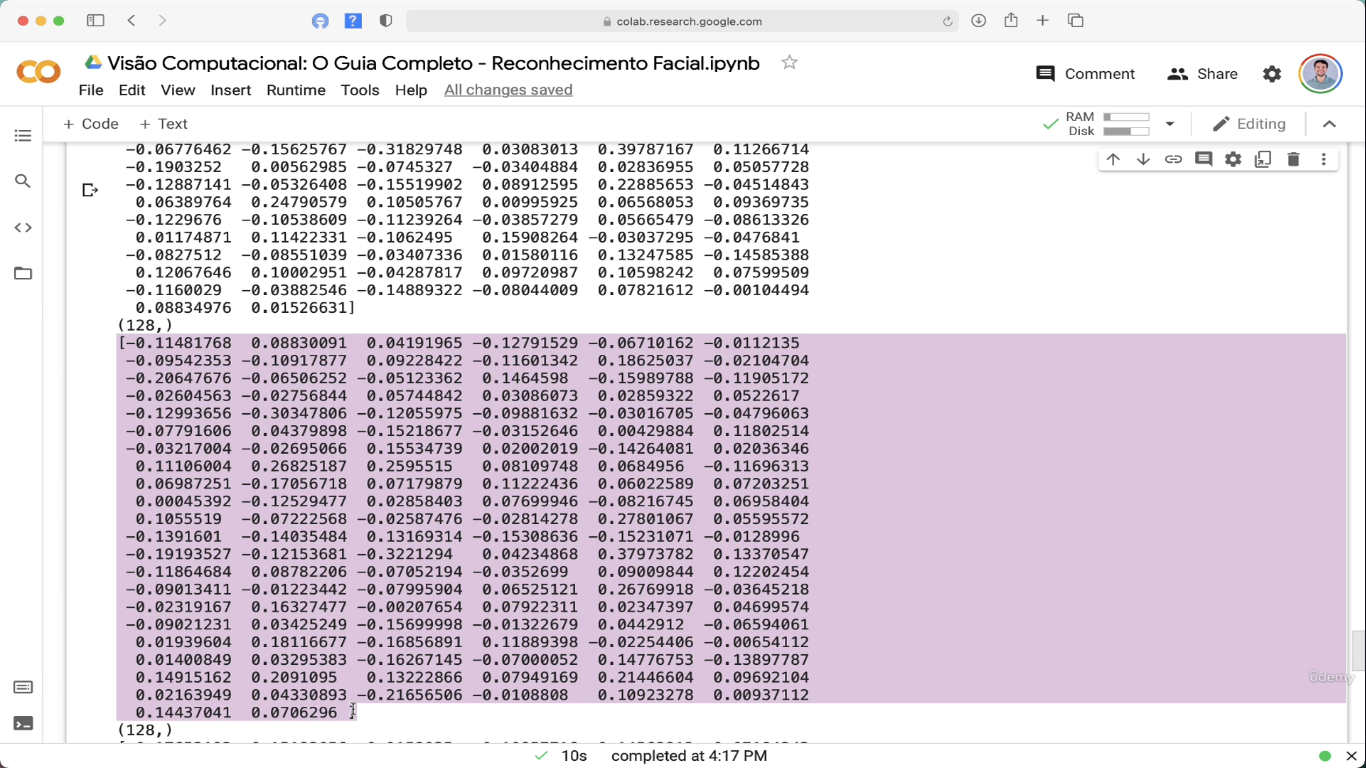 colab.research.google.com
Visão Computacional: O Guia Completo - Reconhecimento Facial.ipynb
Comment
Share
File Edit View Insert Runtime Tools Help All changes saved
+ Code + Text
RAM
Disk
Editing
-0.06776462 -0.15625767 -0.31829748 0.03083013 0.39787167 0.11266714
-0.1903252 0.00562985 -0.0745327 -0.03404884 0.02836955 0.05057728
-0.12887141 -0.05326408 -0.15519902 0.08912595 0.22885653 -0.04514843
0.06389764 0.24790579 0.10505767 0.00995925 0.06568053 0.09369735
-0.1229676 -0.10538609 -0.11239264 -0.03857279 0.05665479 -0.08613326
0.01174871 0.11422331 -0.1062495 0.15908264 -0.03037295 -0.0476841
-0.0827512 -0.08551039 -0.03407336 0.01580116 0.13247585 -0.14585388
0.12067646 0.10002951 -0.04287817 0.09720987 0.10598242 0.07599509
-0.1160029 -0.03882546 -0.14889322 -0.08044009 0.07821612 -0.00104494
0.08834976 0.01526631]
(128,)
[-0.11481768 0.08830091 0.04191965 -0.12791529 -0.06710162 -0.0112135
-0.09542353 -0.10917877 0.09228422 -0.11601342 0.18625037 -0.02104704
-0.20647676 -0.06506252 -0.05123362 0.1464598 -0.15989788 -0.11905172
-0.02604563 -0.02756844 0.05744842 0.03086073 0.02859322 0.0522617
-0.12993656 -0.30347806 -0.12055975 -0.09881632 -0.03016705 -0.04796063
-0.07791606 0.04379898 -0.15218677 -0.03152646 0.00429884 0.11802514
-0.03217004 -0.02695066 0.15534739 0.02002019 -0.14264081 0.02036346
0.11106004 0.26825187 0.2595515 0.08109748 0.0684956 -0.11696313
0.06987251 -0.17056718 0.07179879 0.11222436 0.06022589 0.07203251
0.00045392 -0.12529477 0.02858403 0.07699946 -0.08216745 0.06958404
0.1055519 -0.07222568 -0.02587476 -0.02814278 0.27801067 0.05595572
-0.1391601 -0.14035484 0.13169314 -0.15308636 -0.15231071 -0.0128996
-0.19193527 -0.12153681 -0.3221294 0.04234868 0.37973782 0.13370547
-0.11864684 0.08782206 -0.07052194 -0.0352699 0.09009844 0.12202454
-0.09013411 -0.01223442 -0.07995904 0.06525121 0.26769918 -0.03645218
-0.02319167 0.16327477 -0.00207654 0.07922311 0.02347397 0.04699574
-0.09021231 0.03425249 -0.15699998 -0.01322679 0.0442912 -0.06594061
0.01939604 0.18116677 -0.16856891 0.11889398 -0.02254406 -0.00654112
0.01400849 0.03295383 -0.16267145 -0.07000052 0.14776753 -0.13897787
0.14915162 0.2091095 0.13222866 0.07949169 0.21446604 0.09692104
0.02163949 0.04330893 -0.21656506 -0.0108808 0.10923278 0.00937112
0.14437041 0.0706296 ]
(128,)
ûdemy
10s completed at 4:17 PM